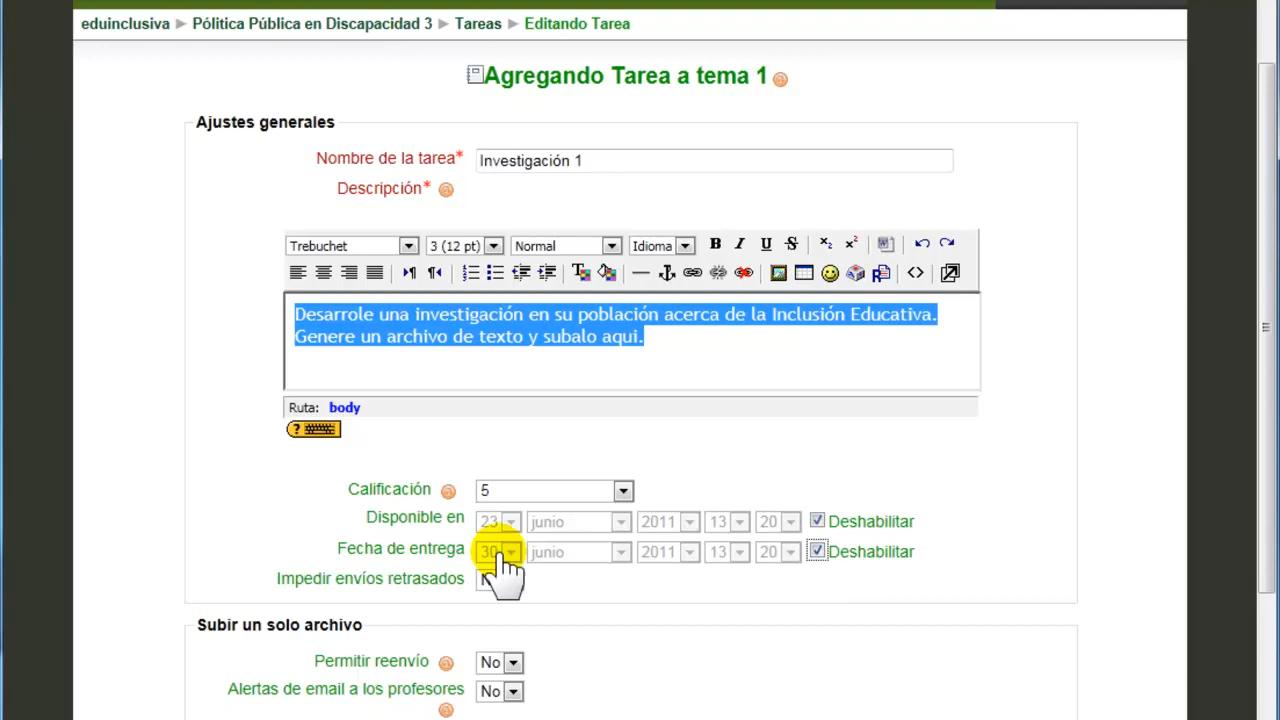 eduinclusiva ► Pólitica Pública en Discapacidad 3 ► Tareas ► Editando Tarea
Agregando Tarea a tema 1
Ajustes generales
Nombre de la tarea* Investigación 1
Descripción*
Trebuchet 3 (12 pt) Normal Idioma B I U S x₂ x²
Desarrole una investigación en su población acerca de la Inclusión Educativa.
Genere un archivo de texto y subalo aqui.
Ruta: body
?
Calificación 5
Disponible en 23 junio 2011 13 20 Deshabilitar
Fecha de entrega 30 junio 2011 13 20 Deshabilitar
Impedir envíos retrasados
Subir un solo archivo
Permitir reenvío No
Alertas de email a los profesores No